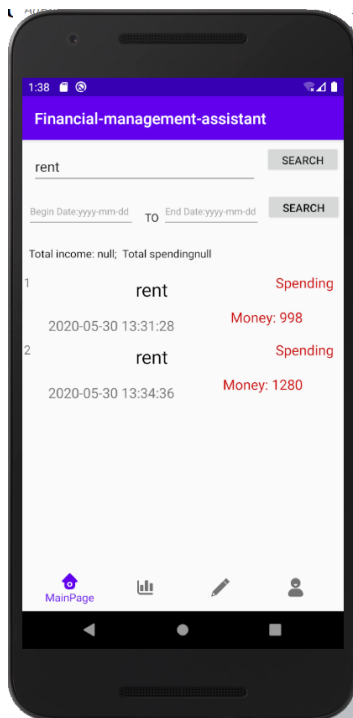 1:38
Financial-management-assistant
rent SEARCH
Begin Date:yyyy-mm-dd TO End Date:yyyy-mm-dd SEARCH
Total income: null; Total spendingnull
1 rent Spending
2020-05-30 13:31:28 Money: 998
2 rent Spending
2020-05-30 13:34:36 Money: 1280
MainPage